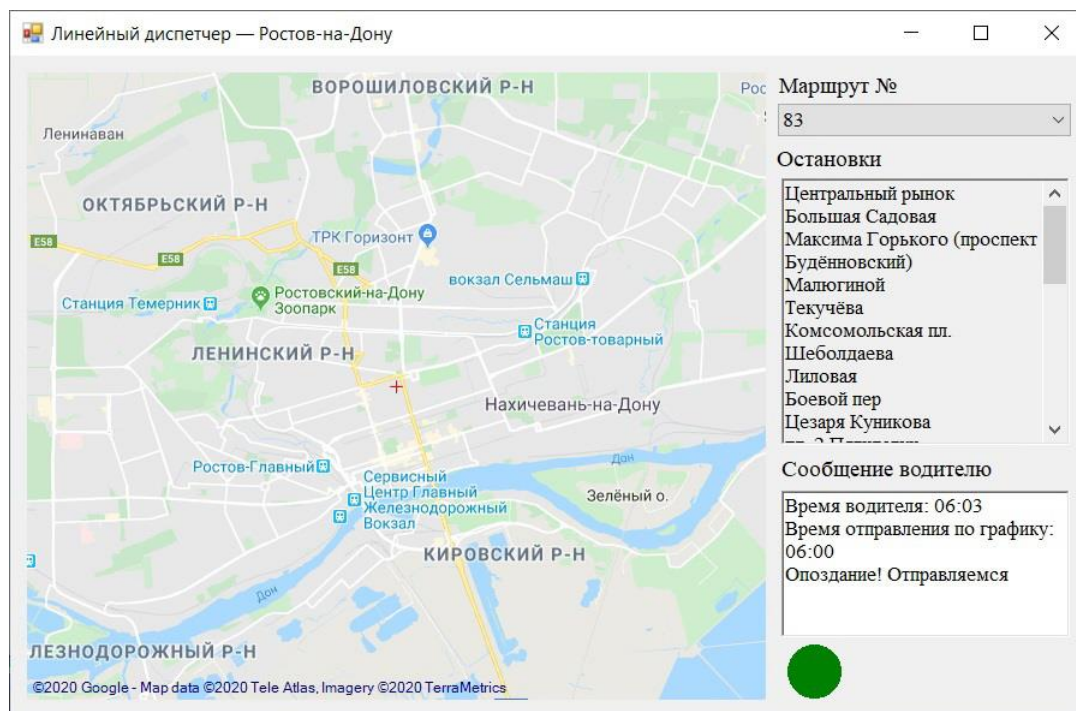 Линейный диспетчер — Ростов-на-Дону
ВОРОШИЛОВСКИЙ Р-Н
Рос
Ленинаван
ОКТЯБРЬСКИЙ Р-Н
ТРК Горизонт
E58
E58
E58
вокзал Сельмаш
Станция Темерник
Ростовский-на-Дону
Зоопарк
Станция
Ростов-товарный
ЛЕНИНСКИЙ Р-Н
Нахичевань-на-Дону
Ростов-Главный
Дон
Сервисный
Центр Главный
Железнодорожный
Вокзал
Зелёный о.
КИРОВСКИЙ Р-Н
Дон
ЛЕЗНОДОРОЖНЫЙ Р-Н
©2020 Google - Map data ©2020 Tele Atlas, Imagery ©2020 TerraMetrics
Маршрут №
83
Остановки
Центральный рынок
Большая Садовая
Максима Горького (проспект
Будённовский)
Малюгиной
Текучёва
Комсомольская пл.
Шеболдаева
Лиловая
Боевой пер
Цезаря Куникова
Сообщение водителю
Время водителя: 06:03
Время отправления по графику:
06:00
Опоздание! Отправляемся